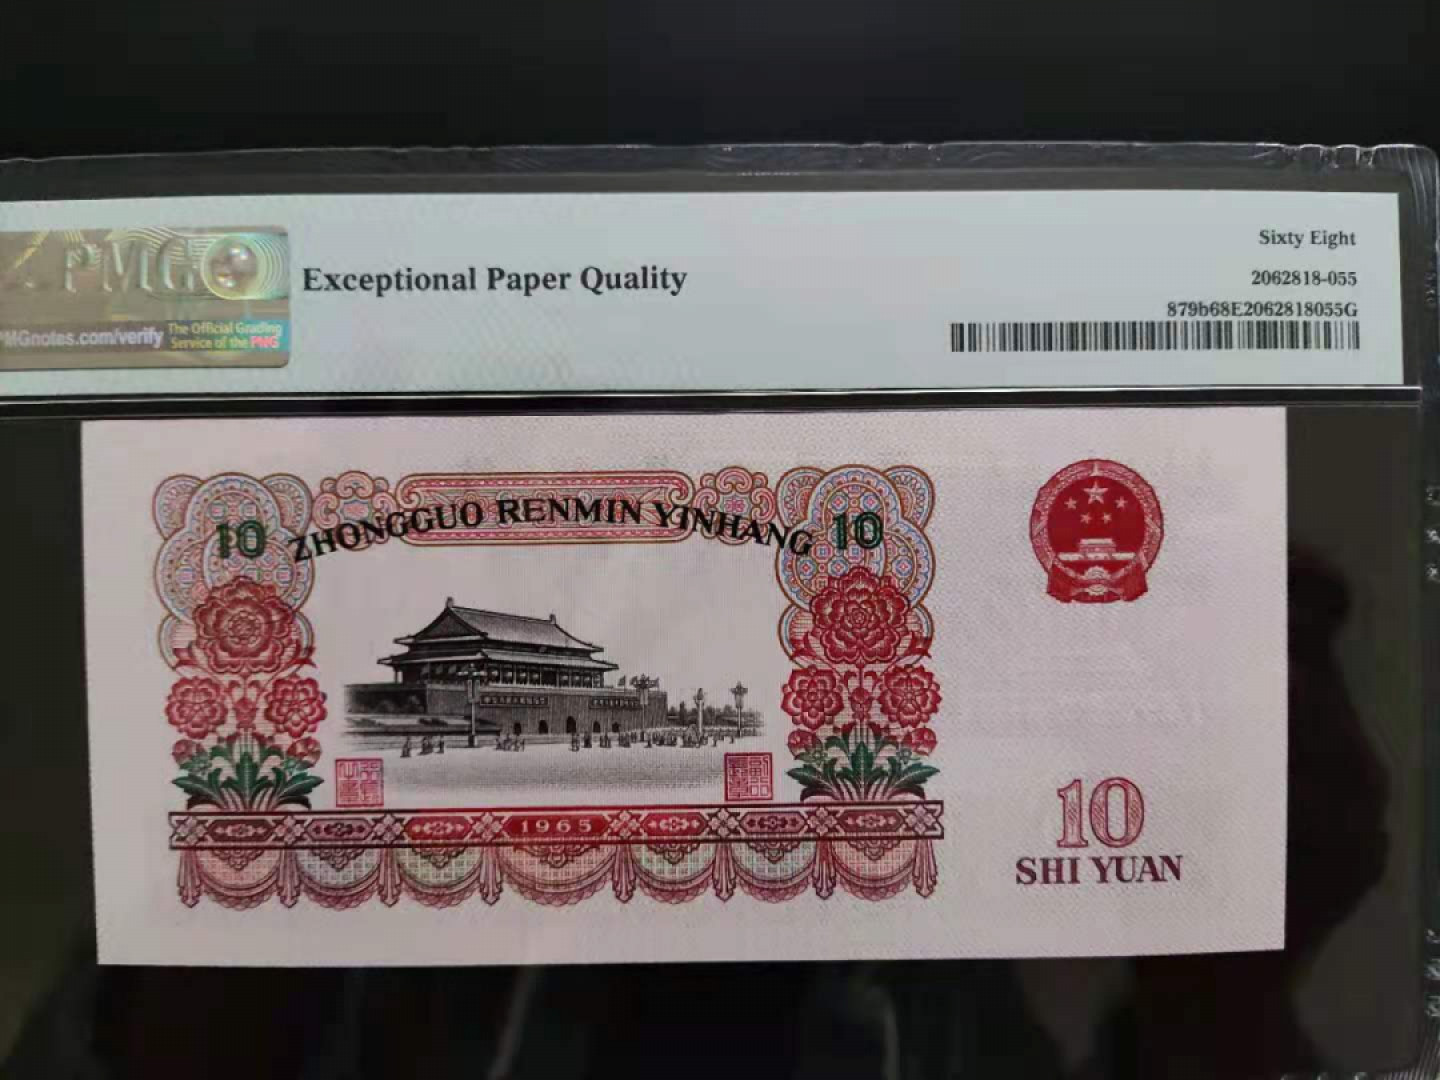 PMG
PMGnotes.com/verify
The Official Grading
Service of the PNG
Exceptional Paper Quality
Sixty Eight
2062818-055
879b68E2062818055G
10 ZHONGGUO RENMIN YINHANG 10
1965
10
SHI YUAN